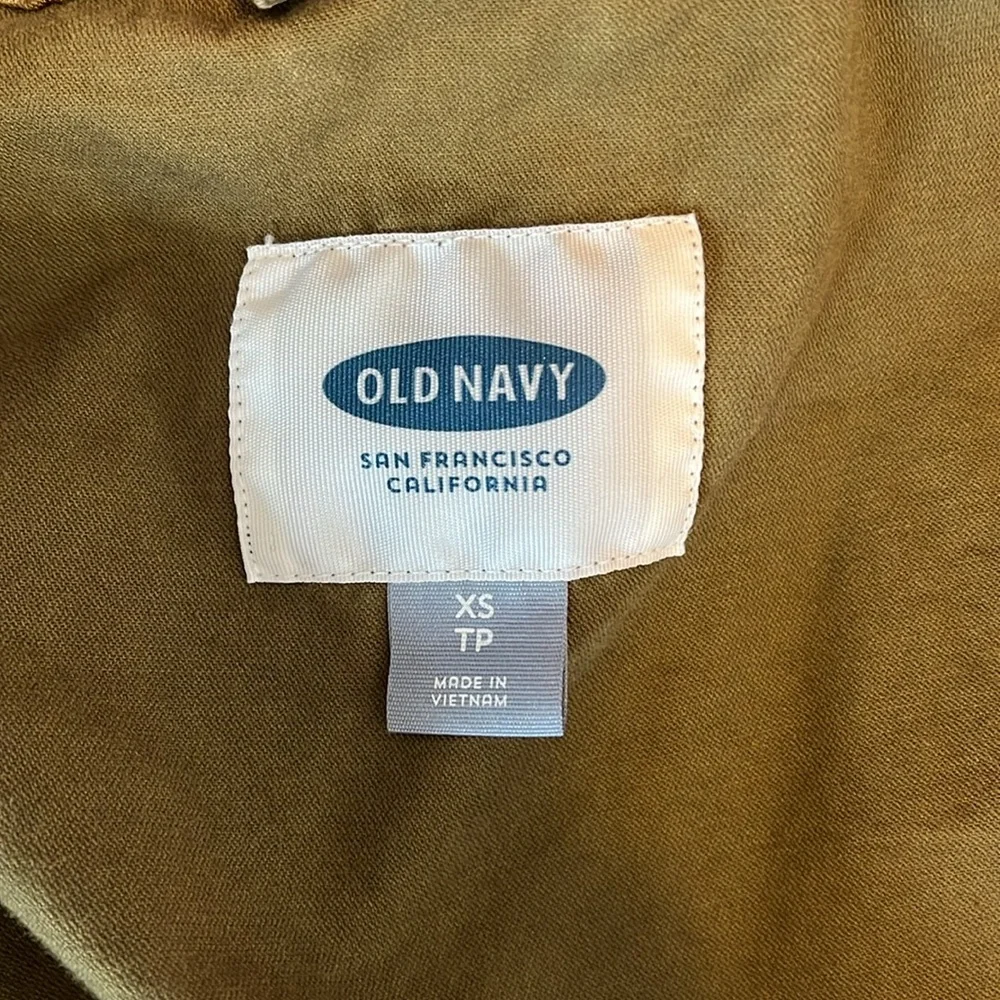 OLD NAVY
SAN FRANCISCO
CALIFORNIA
XS
TP
MADE IN
VIETNAM